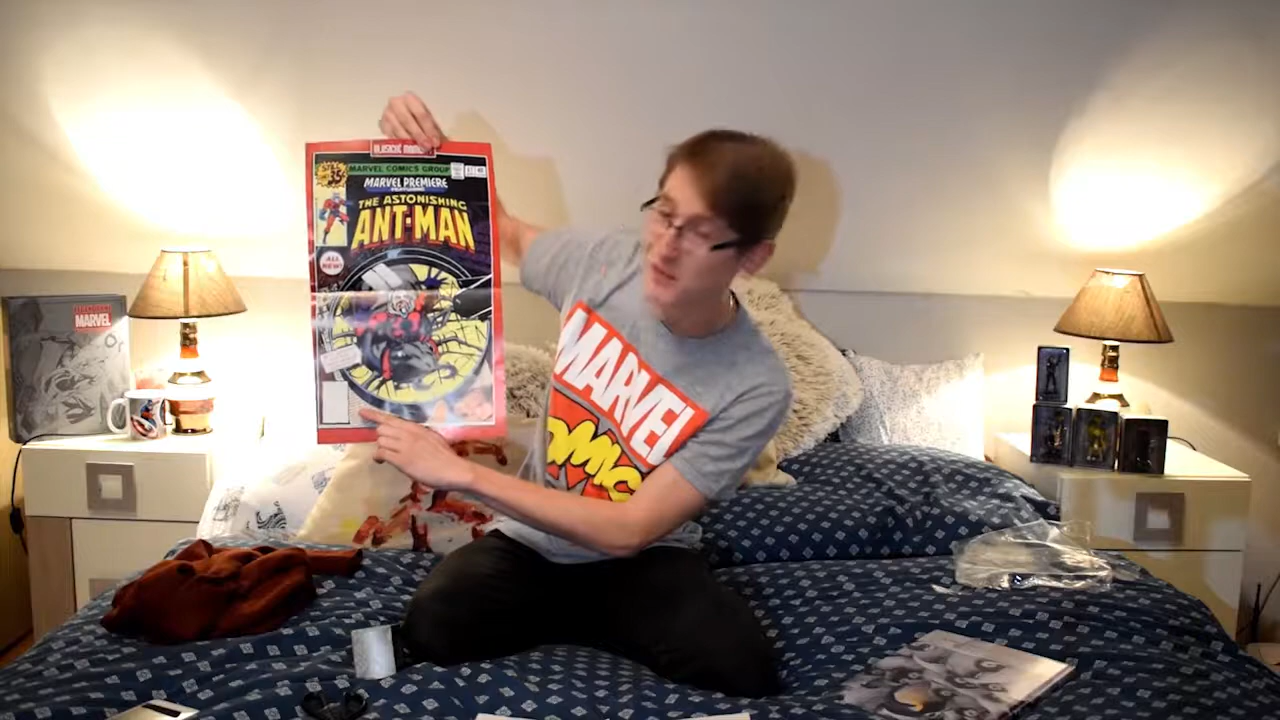 MARVEL COMICS GROUP
MARVEL PREMIERE
THE ASTONISHING
ANT-MAN
ALL
NEW!
MARVEL
MARVEL
COMICS